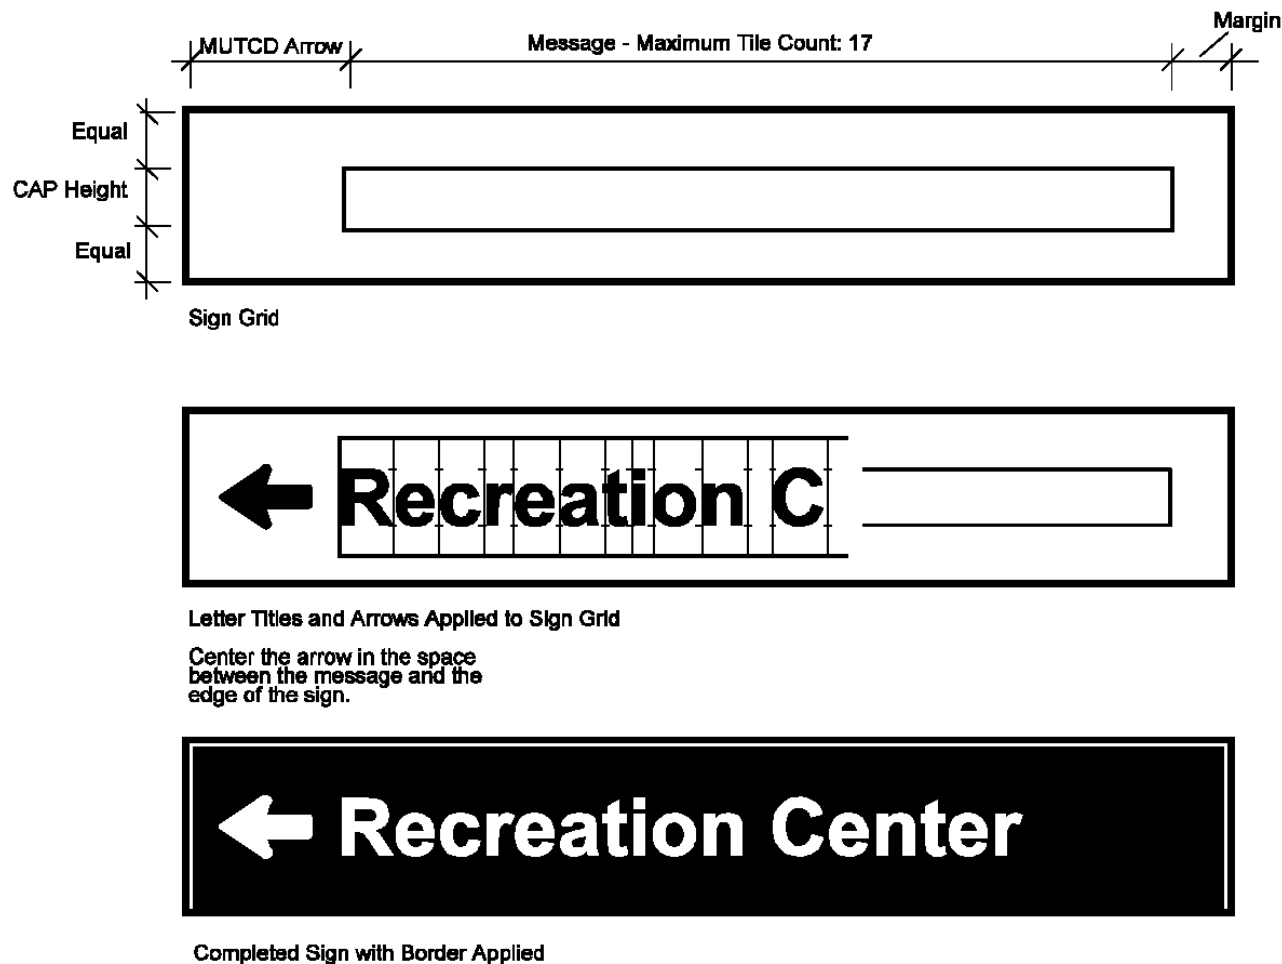 Margin
MUTCD Arrow
Message - Maximum Tile Count: 17
Equal
CAP Height
Equal
Sign Grid
Recreation C
Letter Titles and Arrows Applied to Sign Grid
Center the arrow in the space
between the message and the
edge of the sign.
Recreation Center
Completed Sign with Border Applied